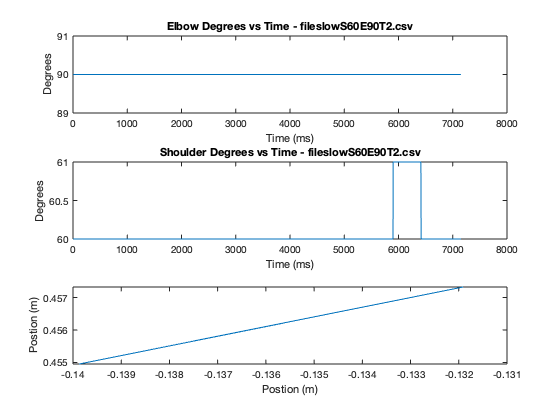 Elbow Degrees vs Time - fileslowS60E90T2.csv
91
90
89
Degrees
0 1000 2000 3000 4000 5000 6000 7000 8000
Time (ms)
Shoulder Degrees vs Time - fileslowS60E90T2.csv
61
60.5
60
Degrees
0 1000 2000 3000 4000 5000 6000 7000 8000
Time (ms)
0.457
0.456
0.455
Postion (m)
-0.14 -0.139 -0.138 -0.137 -0.136 -0.135 -0.134 -0.133 -0.132 -0.131
Postion (m)